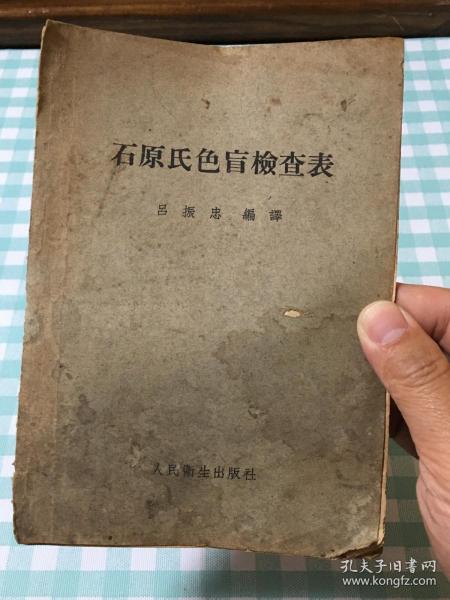 石原氏色盲檢查表
呂振忠 編譯
人民衛生出版社
孔夫子旧书网
www.kongfz.com